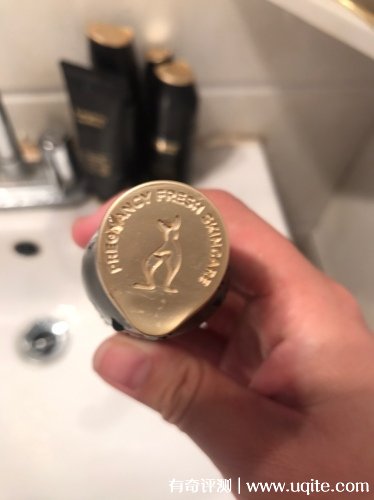 PREGNANCY FRESH SKINCARE
有奇评测 | www.uqite.com